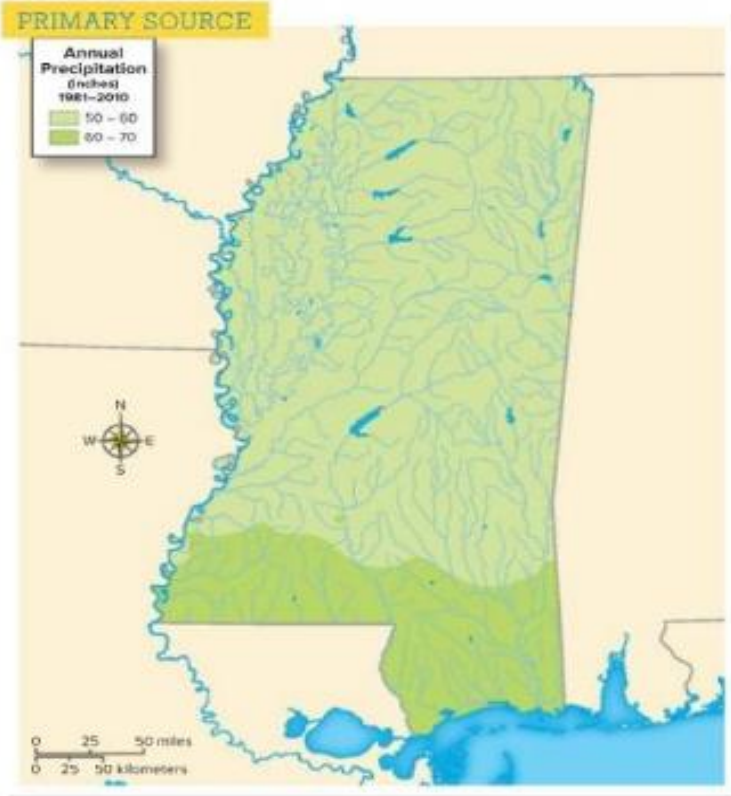 PRIMARY SOURCE
Annual
Precipitation
(inches)
1981–2010
50 – 60
60 – 70
N
W E
S
0 25 50 miles
0 25 50 kilometers